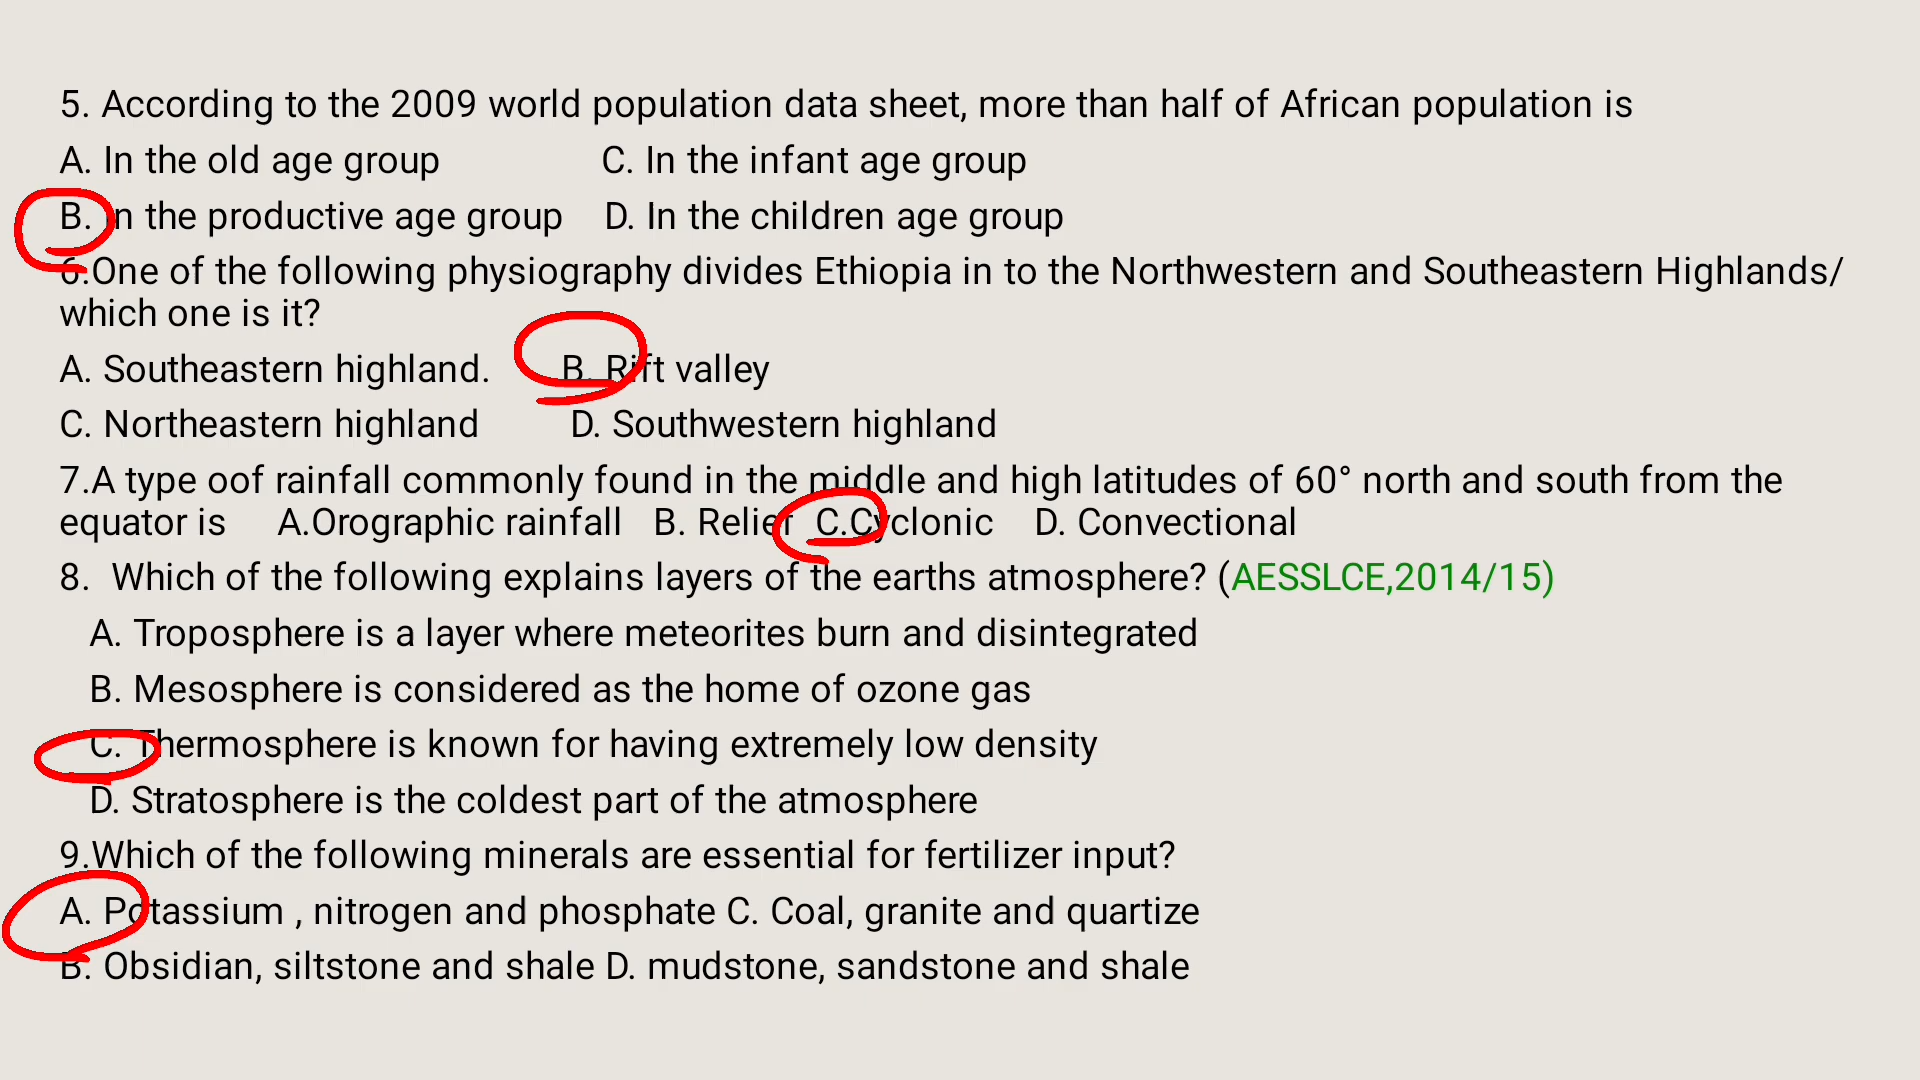 5. According to the 2009 world population data sheet, more than half of African population is
A. In the old age group C. In the infant age group
B. In the productive age group D. In the children age group
6.One of the following physiography divides Ethiopia in to the Northwestern and Southeastern Highlands/
which one is it?
A. Southeastern highland. B. Rift valley
C. Northeastern highland D. Southwestern highland
7.A type oof rainfall commonly found in the middle and high latitudes of 60° north and south from the
equator is A.Orographic rainfall B. Relief C.Cyclonic D. Convectional
8. Which of the following explains layers of the earths atmosphere? (AESSLCE,2014/15)
A. Troposphere is a layer where meteorites burn and disintegrated
B. Mesosphere is considered as the home of ozone gas
C. Thermosphere is known for having extremely low density
D. Stratosphere is the coldest part of the atmosphere
9.Which of the following minerals are essential for fertilizer input?
A. Potassium , nitrogen and phosphate C. Coal, granite and quartize
B. Obsidian, siltstone and shale D. mudstone, sandstone and shale